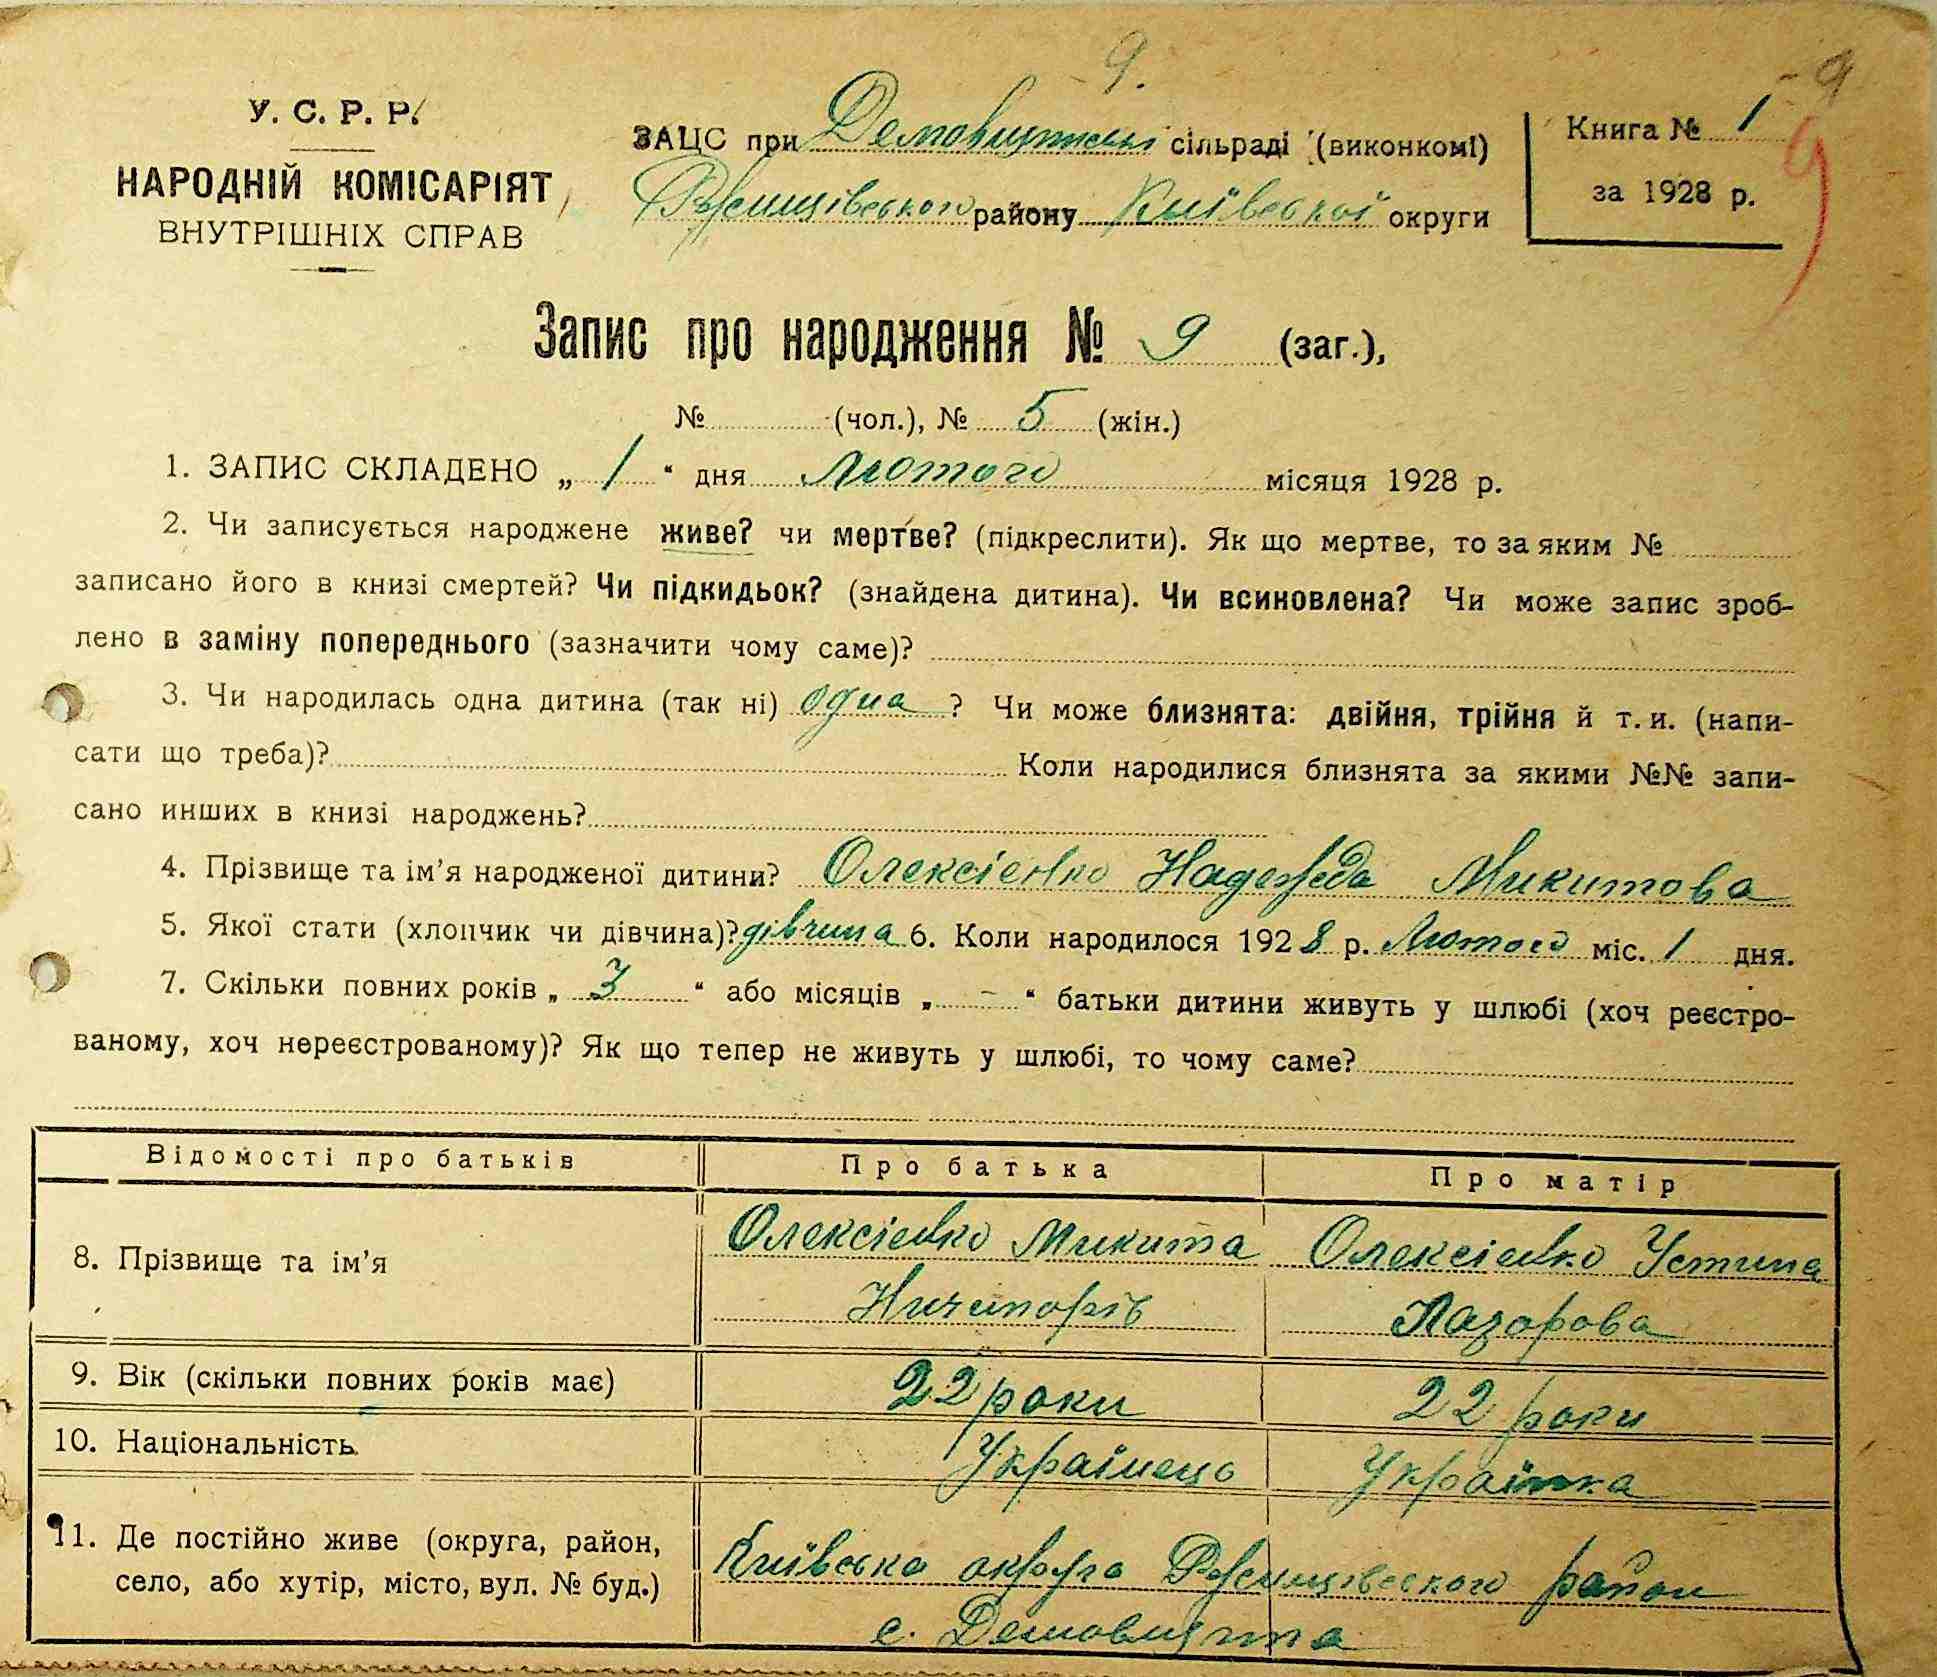 9.
- 9
У. С. Р. Р.
НАРОДНІЙ КОМІСАРІЯТ
ВНУТРІШНІХ СПРАВ
ЗАЦС при сільраді (виконкомі)
Ржищівського району Київської округи
Книга № 1
за 1928 р.
9
Запис про народження № 9 (заг.),
№ (чол.), № 5 (жін.)
1. ЗАПИС СКЛАДЕНО „ 1 “ дня Лютого місяця 1928 р.
2. Чи записується народжене живе? чи мертве? (підкреслити). Як що мертве, то за яким №
записано його в книзі смертей? Чи підкидьок? (знайдена дитина). Чи всиновлена? Чи може запис зроб-
лено в заміну попереднього (зазначити чому саме)?
3. Чи народилась одна дитина (так ні) одна ? Чи може близнята: двійня, трійня й т. и. (напи-
сати що треба)? Коли народилися близнята за якими №№ запи-
сано инших в книзі народжень?
4. Прізвище та ім’я народженої дитини? Олексієнко Надежда Микитова
5. Якої стати (хлопчик чи дівчина)? дівчина 6. Коли народилося 1928 р. Лютого міс. 1 дня.
7. Скільки повних років „ 3 “ або місяців „ - “ батьки дитини живуть у шлюбі (хоч реєстро-
ваному, хоч нереєстрованому)? Як що тепер не живуть у шлюбі, то чому саме?
Відомості про батьків Про батька Про матір
8. Прізвище та ім’я
Олексієнко Микита
Ничипорів
Олексієнко Устина
Лазорова
9. Вік (скільки повних років має) 22 роки 22 роки
10. Національність Українець Українка
11. Де постійно живе (округа, район,
село, або хутір, місто, вул. № буд.)
Київська округа Ржищівського район
с. Демовщина